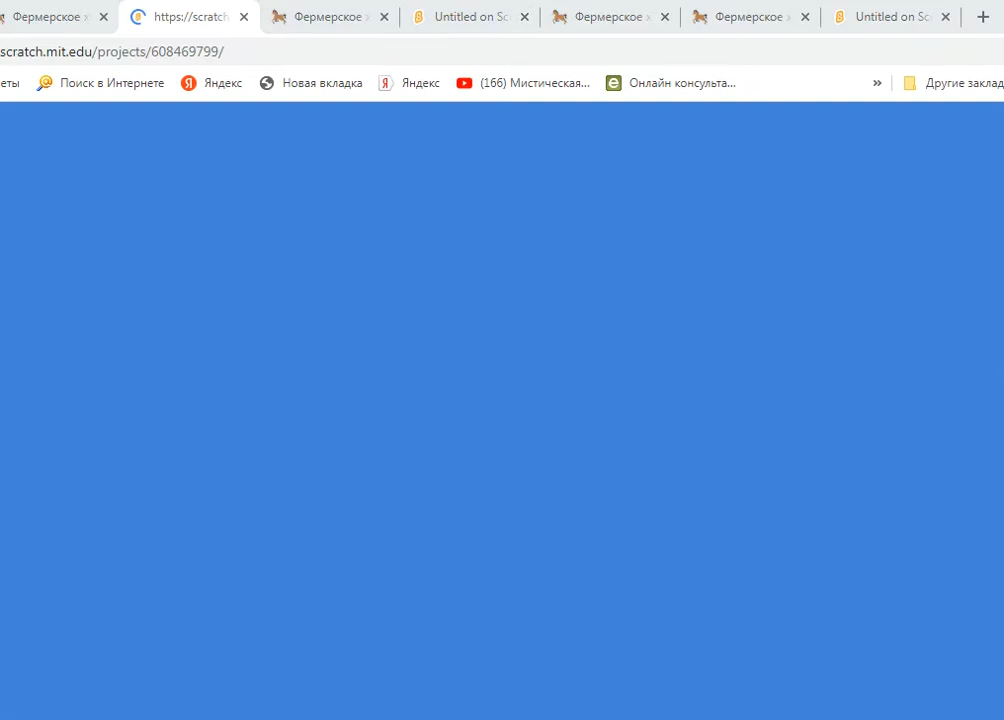 Фермерское х
https://scratch
Фермерское х
Untitled on Sc
Фермерское х
Фермерское х
Untitled on Sc
scratch.mit.edu/projects/608469799/
еты
Поиск в Интернете
Яндекс
Новая вкладка
Яндекс
(166) Мистическая...
Онлайн консульта...
»
Другие заклад